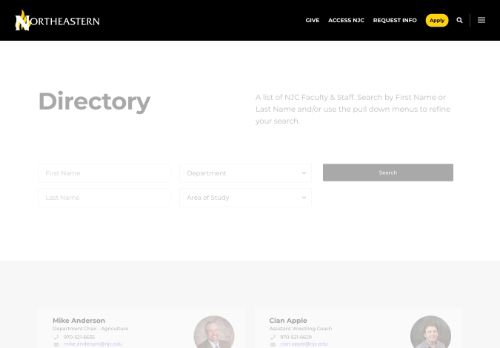 NORTHEASTERN
GIVE ACCESS NJC REQUEST INFO Apply
Directory
A list of NJC Faculty & Staff. Search by First Name or
Last Name and/or use the pull down menus to refine
your search.
First Name
Department
Search
Last Name
Area of Study
Mike Anderson
Department Chair - Agriculture
970-521-6635
mike.anderson@njc.edu
Cian Apple
Assistant Wrestling Coach
970-521-6629
cian.apple@njc.edu